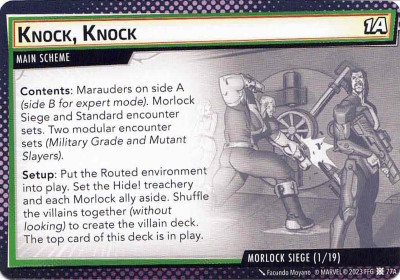 KNOCK, KNOCK
1A
MAIN SCHEME
Contents: Marauders on side A
(side B for expert mode). Morlock
Siege and Standard encounter
sets. Two modular encounter
sets (Military Grade and Mutant
Slayers).
Setup: Put the Routed environment
into play. Set the Hide! treachery
and each Morlock ally aside. Shuffle
the villains together (without
looking) to create the villain deck.
The top card of this deck is in play.
MORLOCK SIEGE (1/19)
Facundo Moyano © MARVEL © 2023 FFG